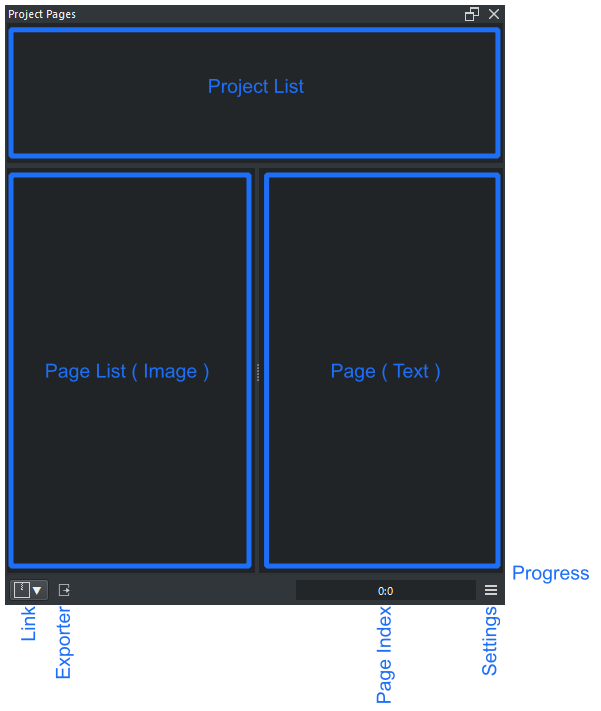 Project Pages
Project List
Page List ( Image )
Page ( Text )
Progress
0:0
Link
Exporter
Page Index
Settings